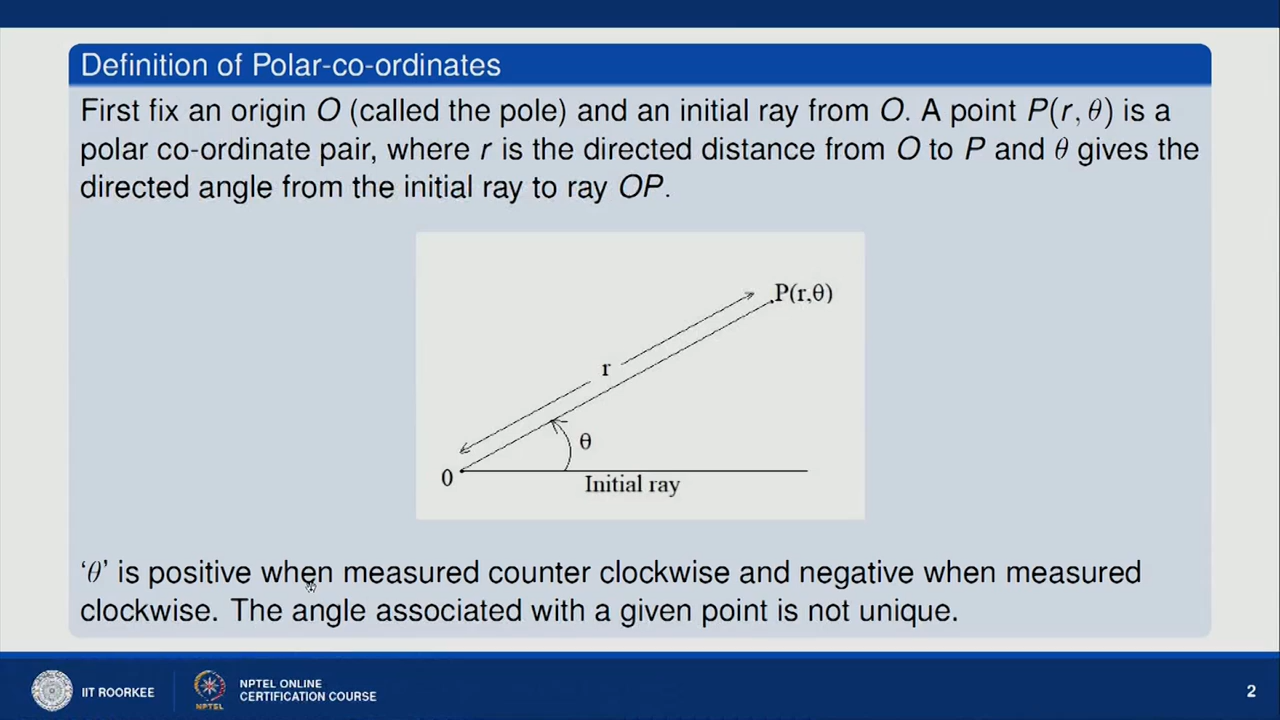 Definition of Polar-co-ordinates
First fix an origin O (called the pole) and an initial ray from O. A point P(r, θ) is a
polar co-ordinate pair, where r is the directed distance from O to P and θ gives the
directed angle from the initial ray to ray OP.
P(r,θ)
r
θ
0
Initial ray
‘θ’ is positive when measured counter clockwise and negative when measured
clockwise. The angle associated with a given point is not unique.
IIT ROORKEE
NPTEL
NPTEL ONLINE
CERTIFICATION COURSE
2